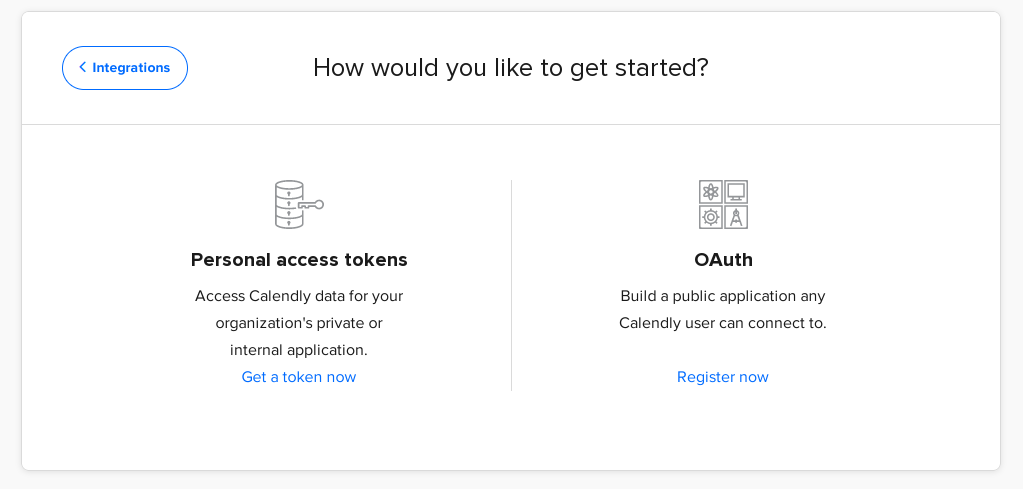 Integrations
How would you like to get started?
Personal access tokens
Access Calendly data for your
organization's private or
internal application.
Get a token now
OAuth
Build a public application any
Calendly user can connect to.
Register now